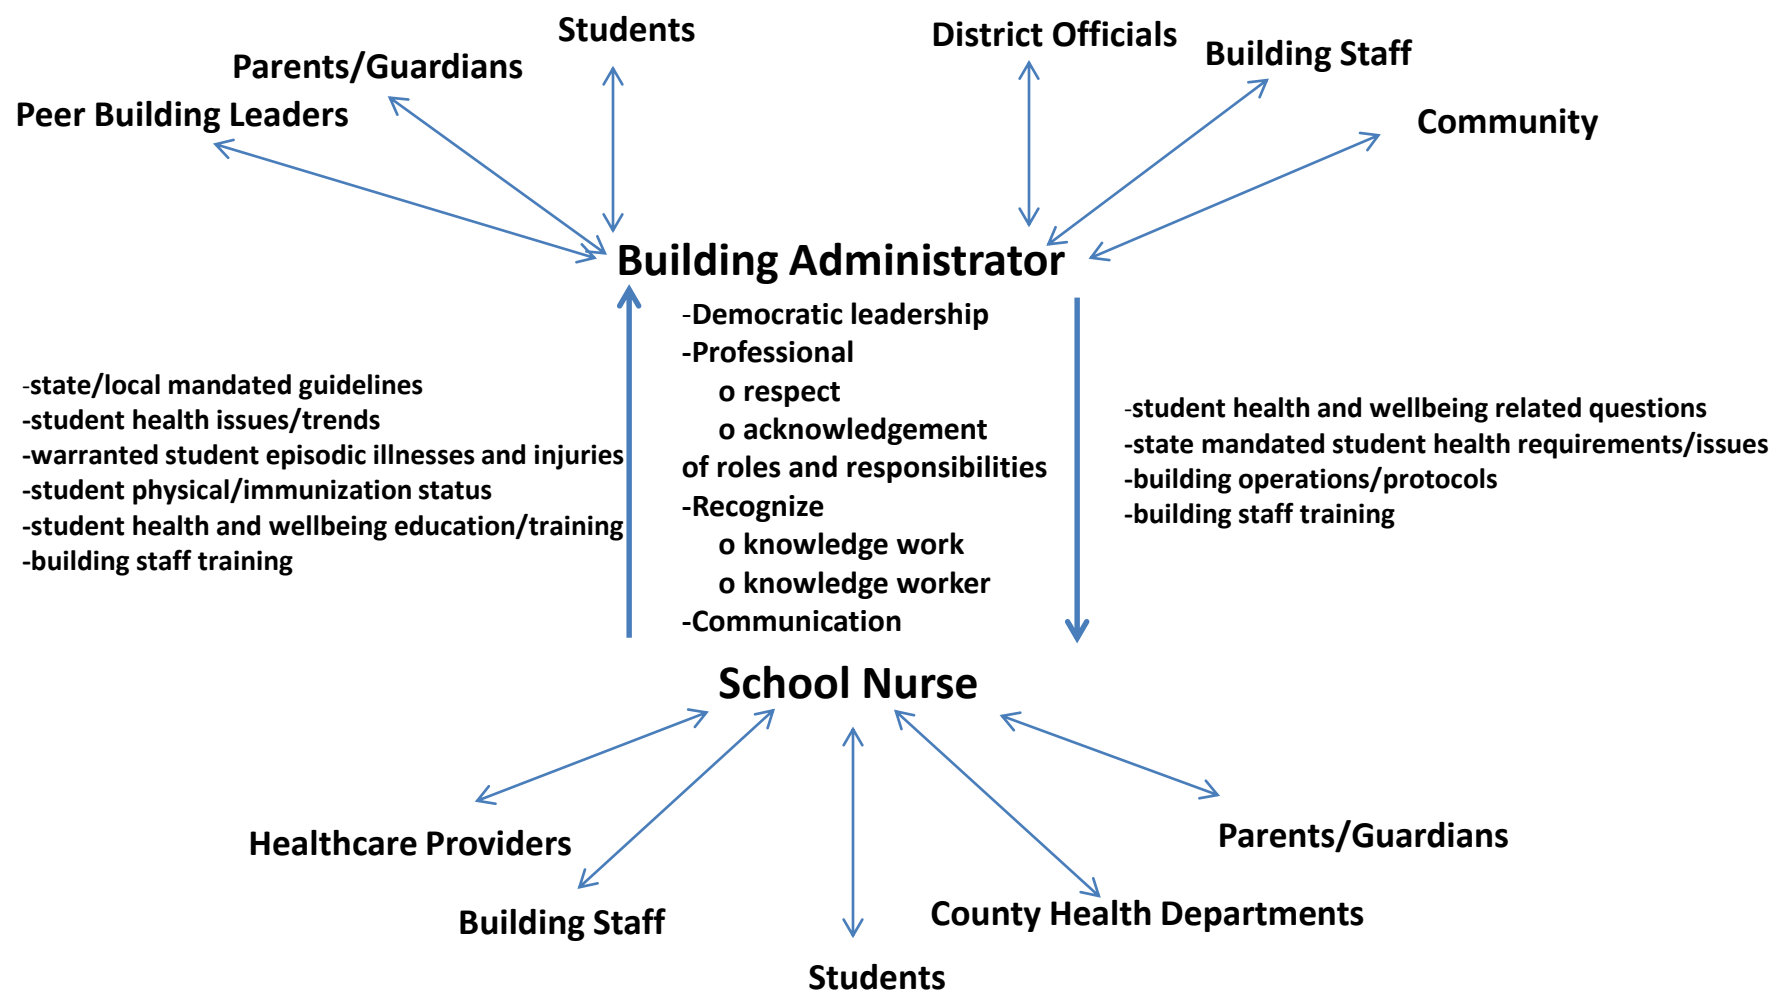 Students
District Officials
Building Staff
Parents/Guardians
Peer Building Leaders
Community
Building Administrator
-Democratic leadership
-Professional
o respect
o acknowledgement
of roles and responsibilities
-Recognize
o knowledge work
o knowledge worker
-Communication
-state/local mandated guidelines
-student health issues/trends
-warranted student episodic illnesses and injuries
-student physical/immunization status
-student health and wellbeing education/training
-building staff training
-student health and wellbeing related questions
-state mandated student health requirements/issues
-building operations/protocols
-building staff training
School Nurse
Healthcare Providers
Parents/Guardians
Building Staff
County Health Departments
Students